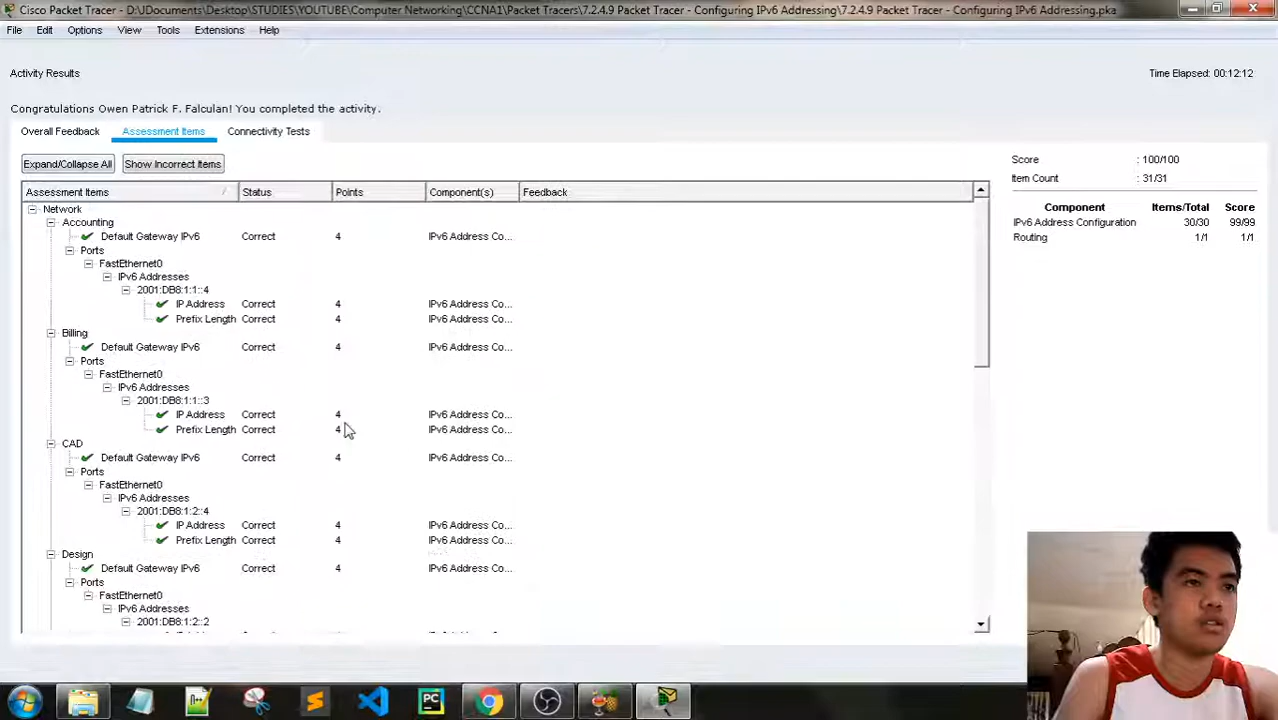 Cisco Packet Tracer - D:\JDocuments\Desktop\STUDIES\YOUTUBE\Computer Networking\CCNA1\Packet Tracers\7.2.4.9 Packet Tracer - Configuring IPv6 Addressing\7.2.4.9 Packet Tracer - Configuring IPv6 Addressing.pka
File Edit Options View Tools Extensions Help
Activity Results
Time Elapsed: 00:12:12
Congratulations Owen Patrick F. Falculan! You completed the activity.
Overall Feedback Assessment Items Connectivity Tests
Expand/Collapse All Show Incorrect Items
Assessment Items Status Points Component(s) Feedback
Network
Accounting
Default Gateway IPv6 Correct 4 IPv6 Address Co...
Ports
FastEthernet0
IPv6 Addresses
2001:DB8:1:1::4
IP Address Correct 4 IPv6 Address Co...
Prefix Length Correct 4 IPv6 Address Co...
Billing
Default Gateway IPv6 Correct 4 IPv6 Address Co...
Ports
FastEthernet0
IPv6 Addresses
2001:DB8:1:1::3
IP Address Correct 4 IPv6 Address Co...
Prefix Length Correct 4 IPv6 Address Co...
CAD
Default Gateway IPv6 Correct 4 IPv6 Address Co...
Ports
FastEthernet0
IPv6 Addresses
2001:DB8:1:2::4
IP Address Correct 4 IPv6 Address Co...
Prefix Length Correct 4 IPv6 Address Co...
Design
Default Gateway IPv6 Correct 4 IPv6 Address Co...
Ports
FastEthernet0
IPv6 Addresses
2001:DB8:1:2::2
Score : 100/100
Item Count : 31/31
Component Items/Total Score
IPv6 Address Configuration 30/30 99/99
Routing 1/1 1/1
PC